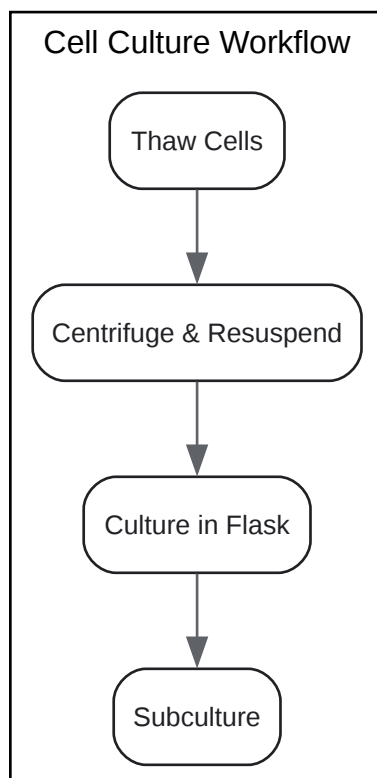 Cell Culture Workflow
Thaw Cells
Centrifuge & Resuspend
Culture in Flask
Subculture